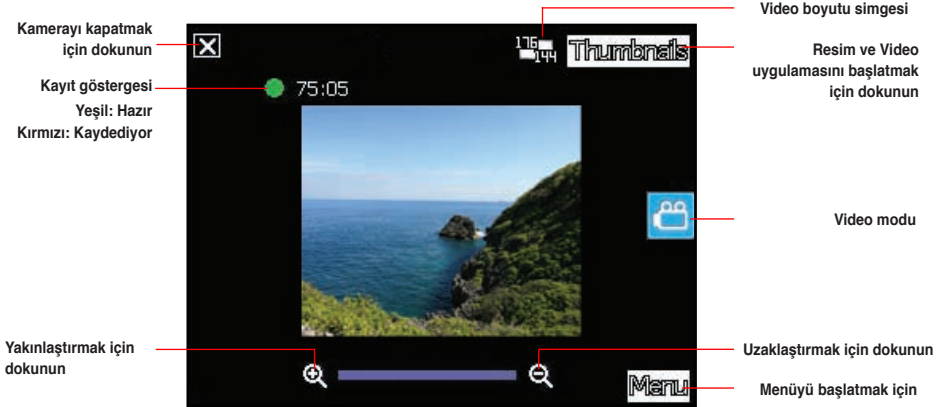 Kamerayı kapatmak
için dokunun
Kayıt göstergesi
Yeşil: Hazır
Kırmızı: Kaydediyor
Yakınlaştırmak için
dokunun
176
144
Thumbnails
75:05
Menu
Video boyutu simgesi
Resim ve Video
uygulamasını başlatmak
için dokunun
Video modu
Uzaklaştırmak için dokunun
Menüyü başlatmak için